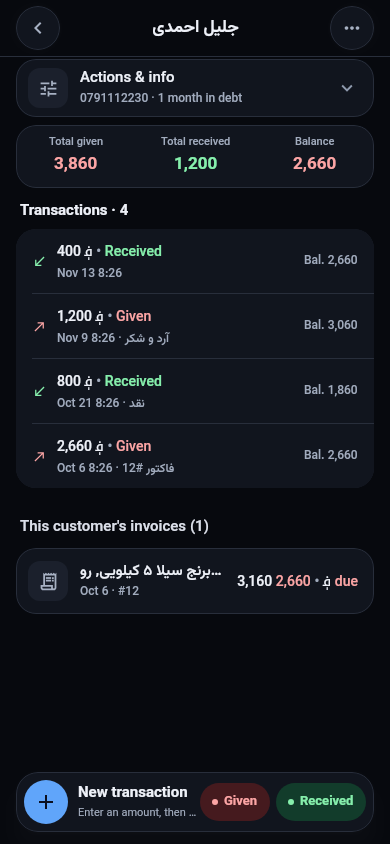 جلیل احمدی
Actions & info
0791112230 · 1 month in debt
Total given
Total received
Balance
3,860
1,200
2,660
Transactions · 4
400 ؋ • Received
Nov 13 8:26
Bal. 2,660
1,200 ؋ • Given
Nov 9 8:26 · آرد و شکر
Bal. 3,060
800 ؋ • Received
Oct 21 8:26 · نقد
Bal. 1,860
2,660 ؋ • Given
Oct 6 8:26 · فاکتور #12
Bal. 2,660
This customer's invoices (1)
برنج سیلا ۵ کیلویی, رو...
3,160 2,660 ؋ • due
Oct 6 · #12
New transaction
Enter an amount, then ...
Given
Received